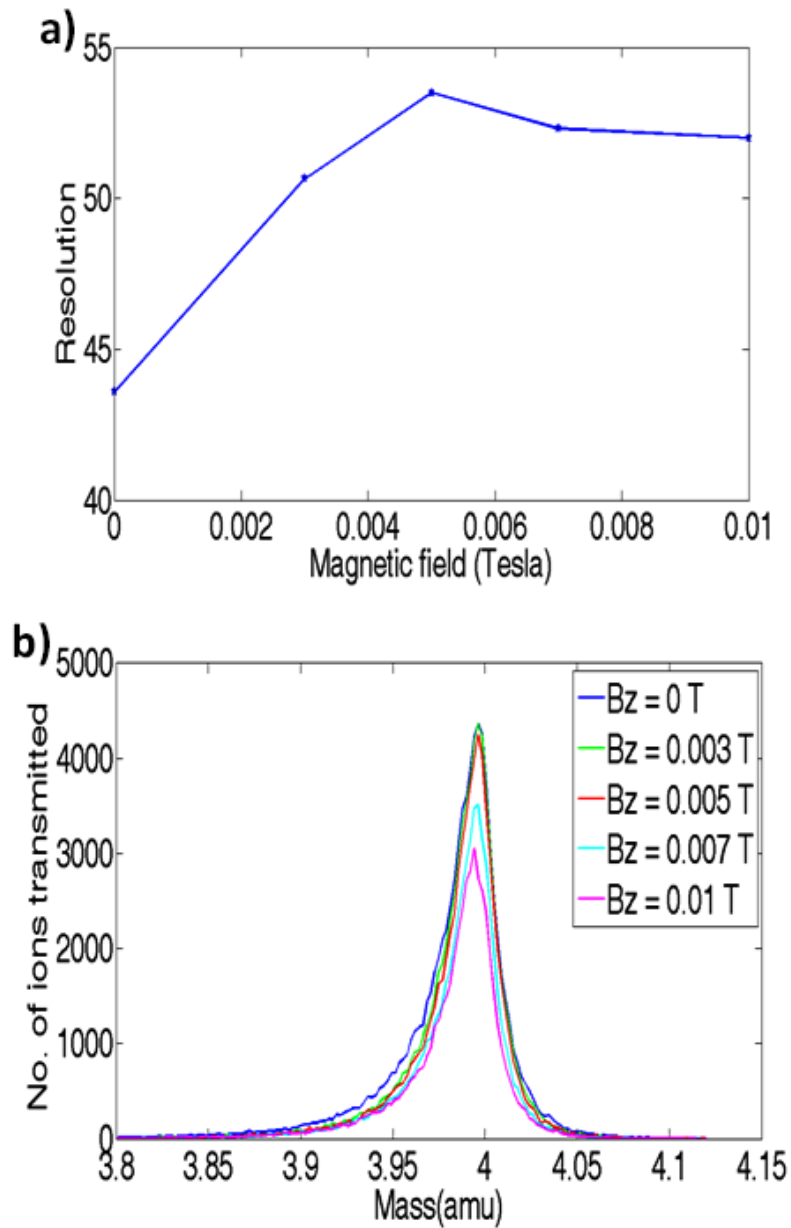 a)
55
50
45
40
Resolution
0 0.002 0.004 0.006 0.008 0.01
Magnetic field (Tesla)
b)
5000
4000
3000
2000
1000
0
No. of ions transmitted
Bz = 0 T
Bz = 0.003 T
Bz = 0.005 T
Bz = 0.007 T
Bz = 0.01 T
3.8 3.85 3.9 3.95 4 4.05 4.1 4.15
Mass(amu)